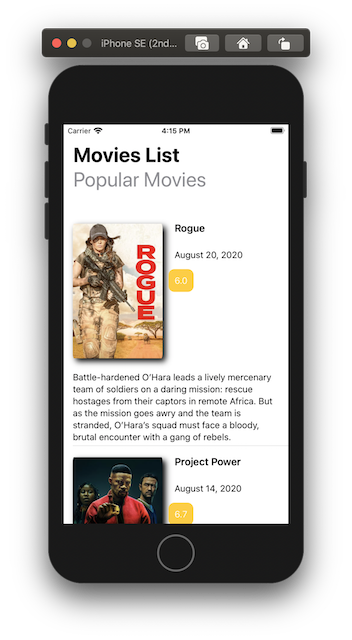 iPhone SE (2nd...
Carrier 4:15 PM
Movies List
Popular Movies
ROGUE
Rogue
August 20, 2020
6.0
Battle-hardened O'Hara leads a lively mercenary
team of soldiers on a daring mission: rescue
hostages from their captors in remote Africa. But
as the mission goes awry and the team is
stranded, O'Hara's squad must face a bloody,
brutal encounter with a gang of rebels.
Project Power
August 14, 2020
6.7